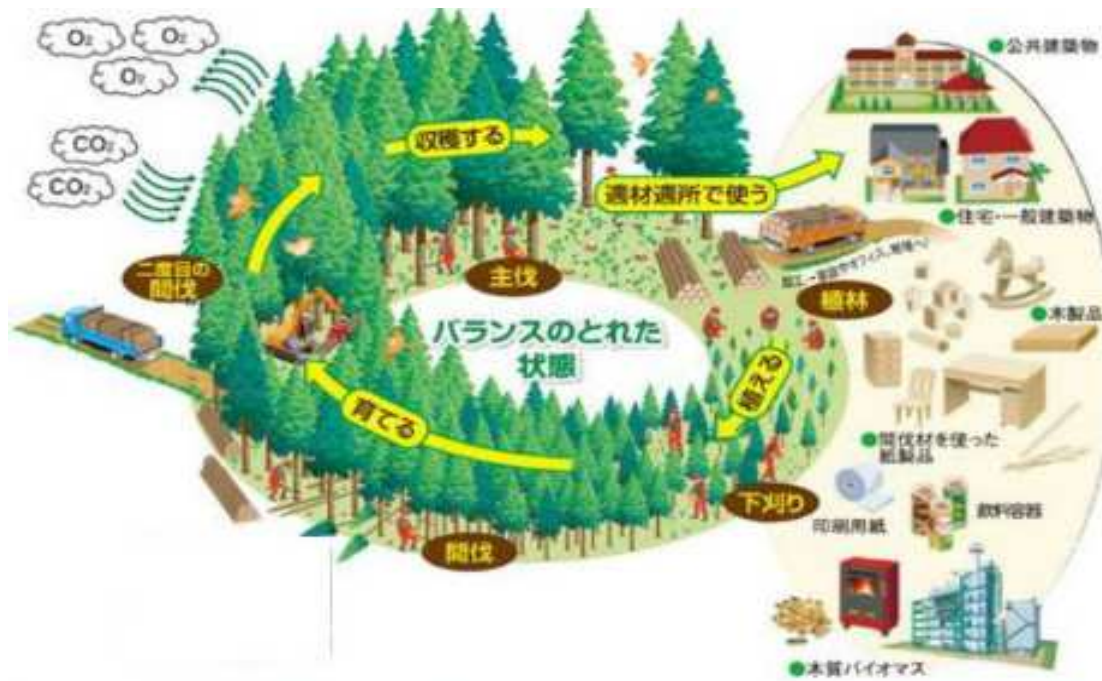 O₂
O₂
O₂
CO₂
CO₂
収穫する
適材適所で使う
公共建築物
住宅・一般建築物
二度目の
間伐
主伐
植林
木製品
バランスのとれた
状態
植える
育てる
間伐材を使った
紙製品
下刈り
印刷用紙
飲料容器
間伐
木質バイオマス